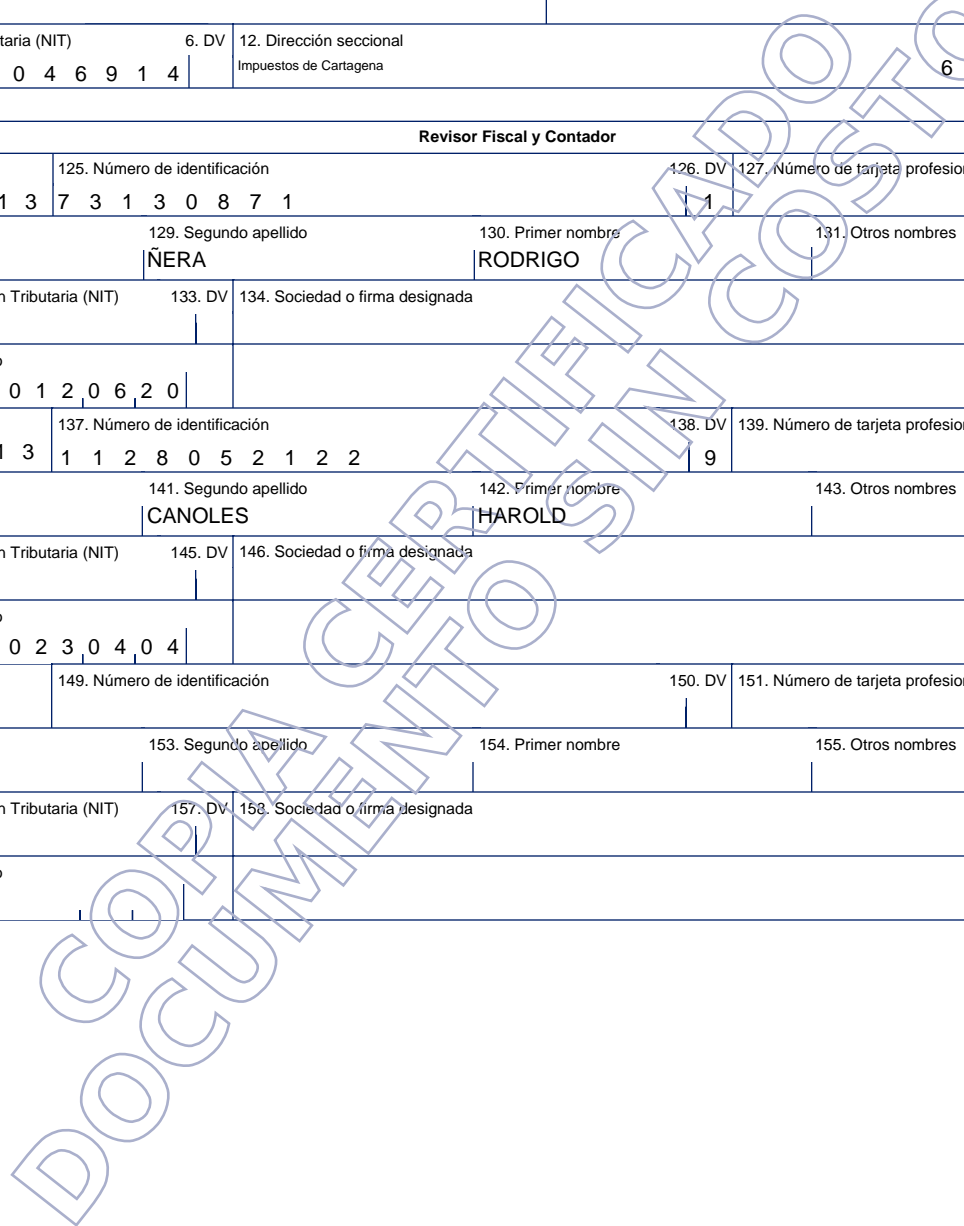 taria (NIT) 6. DV 12. Dirección seccional
0 4 6 9 1 4 Impuestos de Cartagena 6
Revisor Fiscal y Contador
125. Número de identificación 126. DV 127. Número de tarjeta profesion
1 3 7 3 1 3 0 8 7 1 1
129. Segundo apellido 130. Primer nombre 131. Otros nombres
ÑERA RODRIGO
n Tributaria (NIT) 133. DV 134. Sociedad o firma designada
o
0 1 2 0 6 2 0
137. Número de identificación 138. DV 139. Número de tarjeta profesion
1 3 1 1 2 8 0 5 2 1 2 2 9
141. Segundo apellido 142. Primer nombre 143. Otros nombres
CANOLES HAROLD
n Tributaria (NIT) 145. DV 146. Sociedad o firma designada
o
0 2 3 0 4 0 4
149. Número de identificación 150. DV 151. Número de tarjeta profesion
153. Segundo apellido 154. Primer nombre 155. Otros nombres
n Tributaria (NIT) 157. DV 158. Sociedad o firma designada
o
COPIA CERTIFICADO
DOCUMENTO SIN COSTO